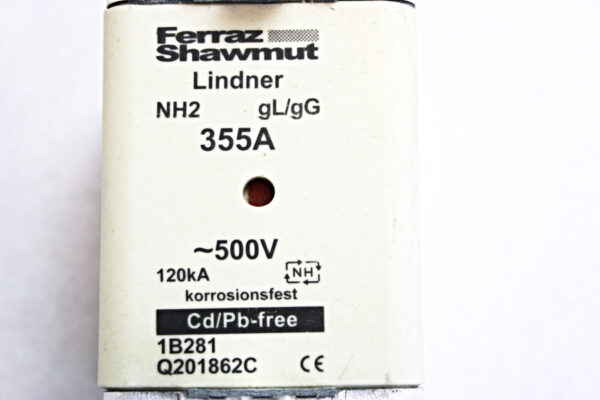 Ferraz
Shawmut
Lindner
NH2 gL/gG
355A
~500V
120kA NH
korrosionsfest
Cd/Pb-free
1B281
Q201862C CE